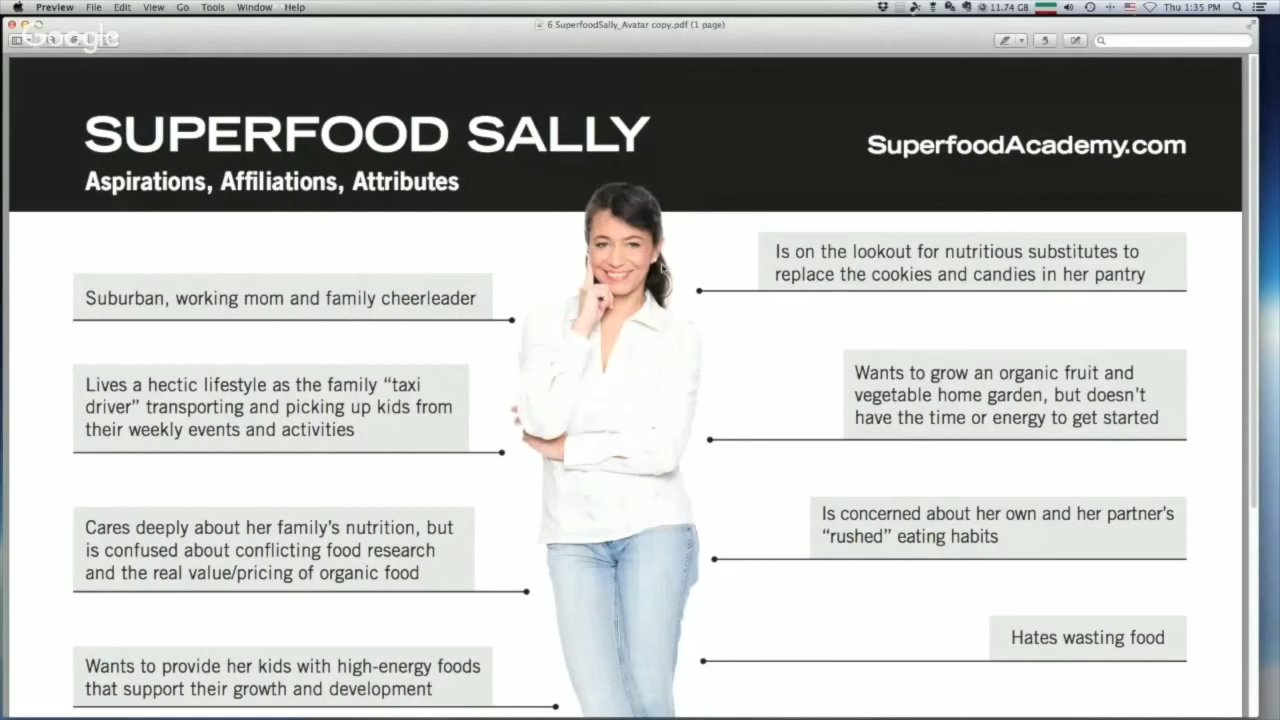 Preview File Edit View Go Tools Window Help
11.74 GB
Thu 1:35 PM
6 SuperfoodSally_Avatar copy.pdf (1 page)
Google
SUPERFOOD SALLY
SuperfoodAcademy.com
Aspirations, Affiliations, Attributes
Suburban, working mom and family cheerleader
Lives a hectic lifestyle as the family “taxi
driver” transporting and picking up kids from
their weekly events and activities
Cares deeply about her family’s nutrition, but
is confused about conflicting food research
and the real value/pricing of organic food
Wants to provide her kids with high-energy foods
that support their growth and development
Is on the lookout for nutritious substitutes to
replace the cookies and candies in her pantry
Wants to grow an organic fruit and
vegetable home garden, but doesn’t
have the time or energy to get started
Is concerned about her own and her partner’s
“rushed” eating habits
Hates wasting food